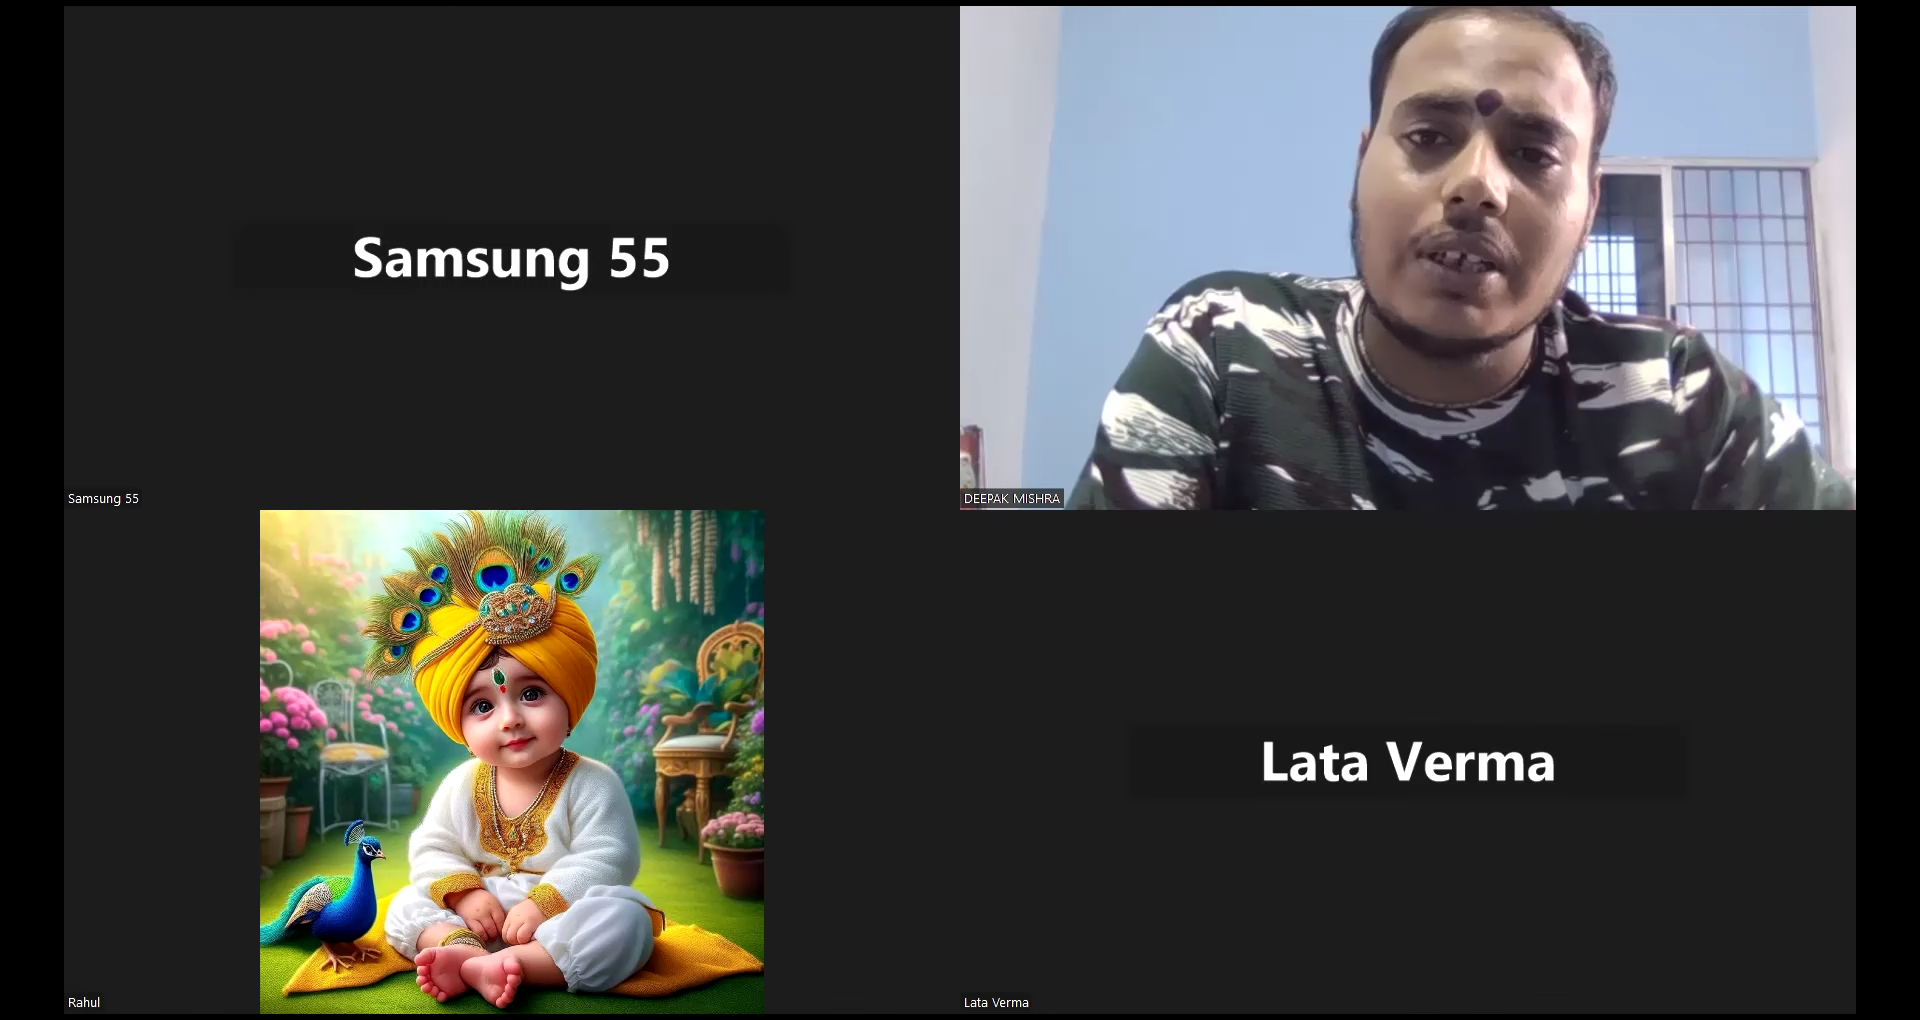 Samsung 55
Samsung 55
DEEPAK MISHRA
Lata Verma
Rahul
Lata Verma